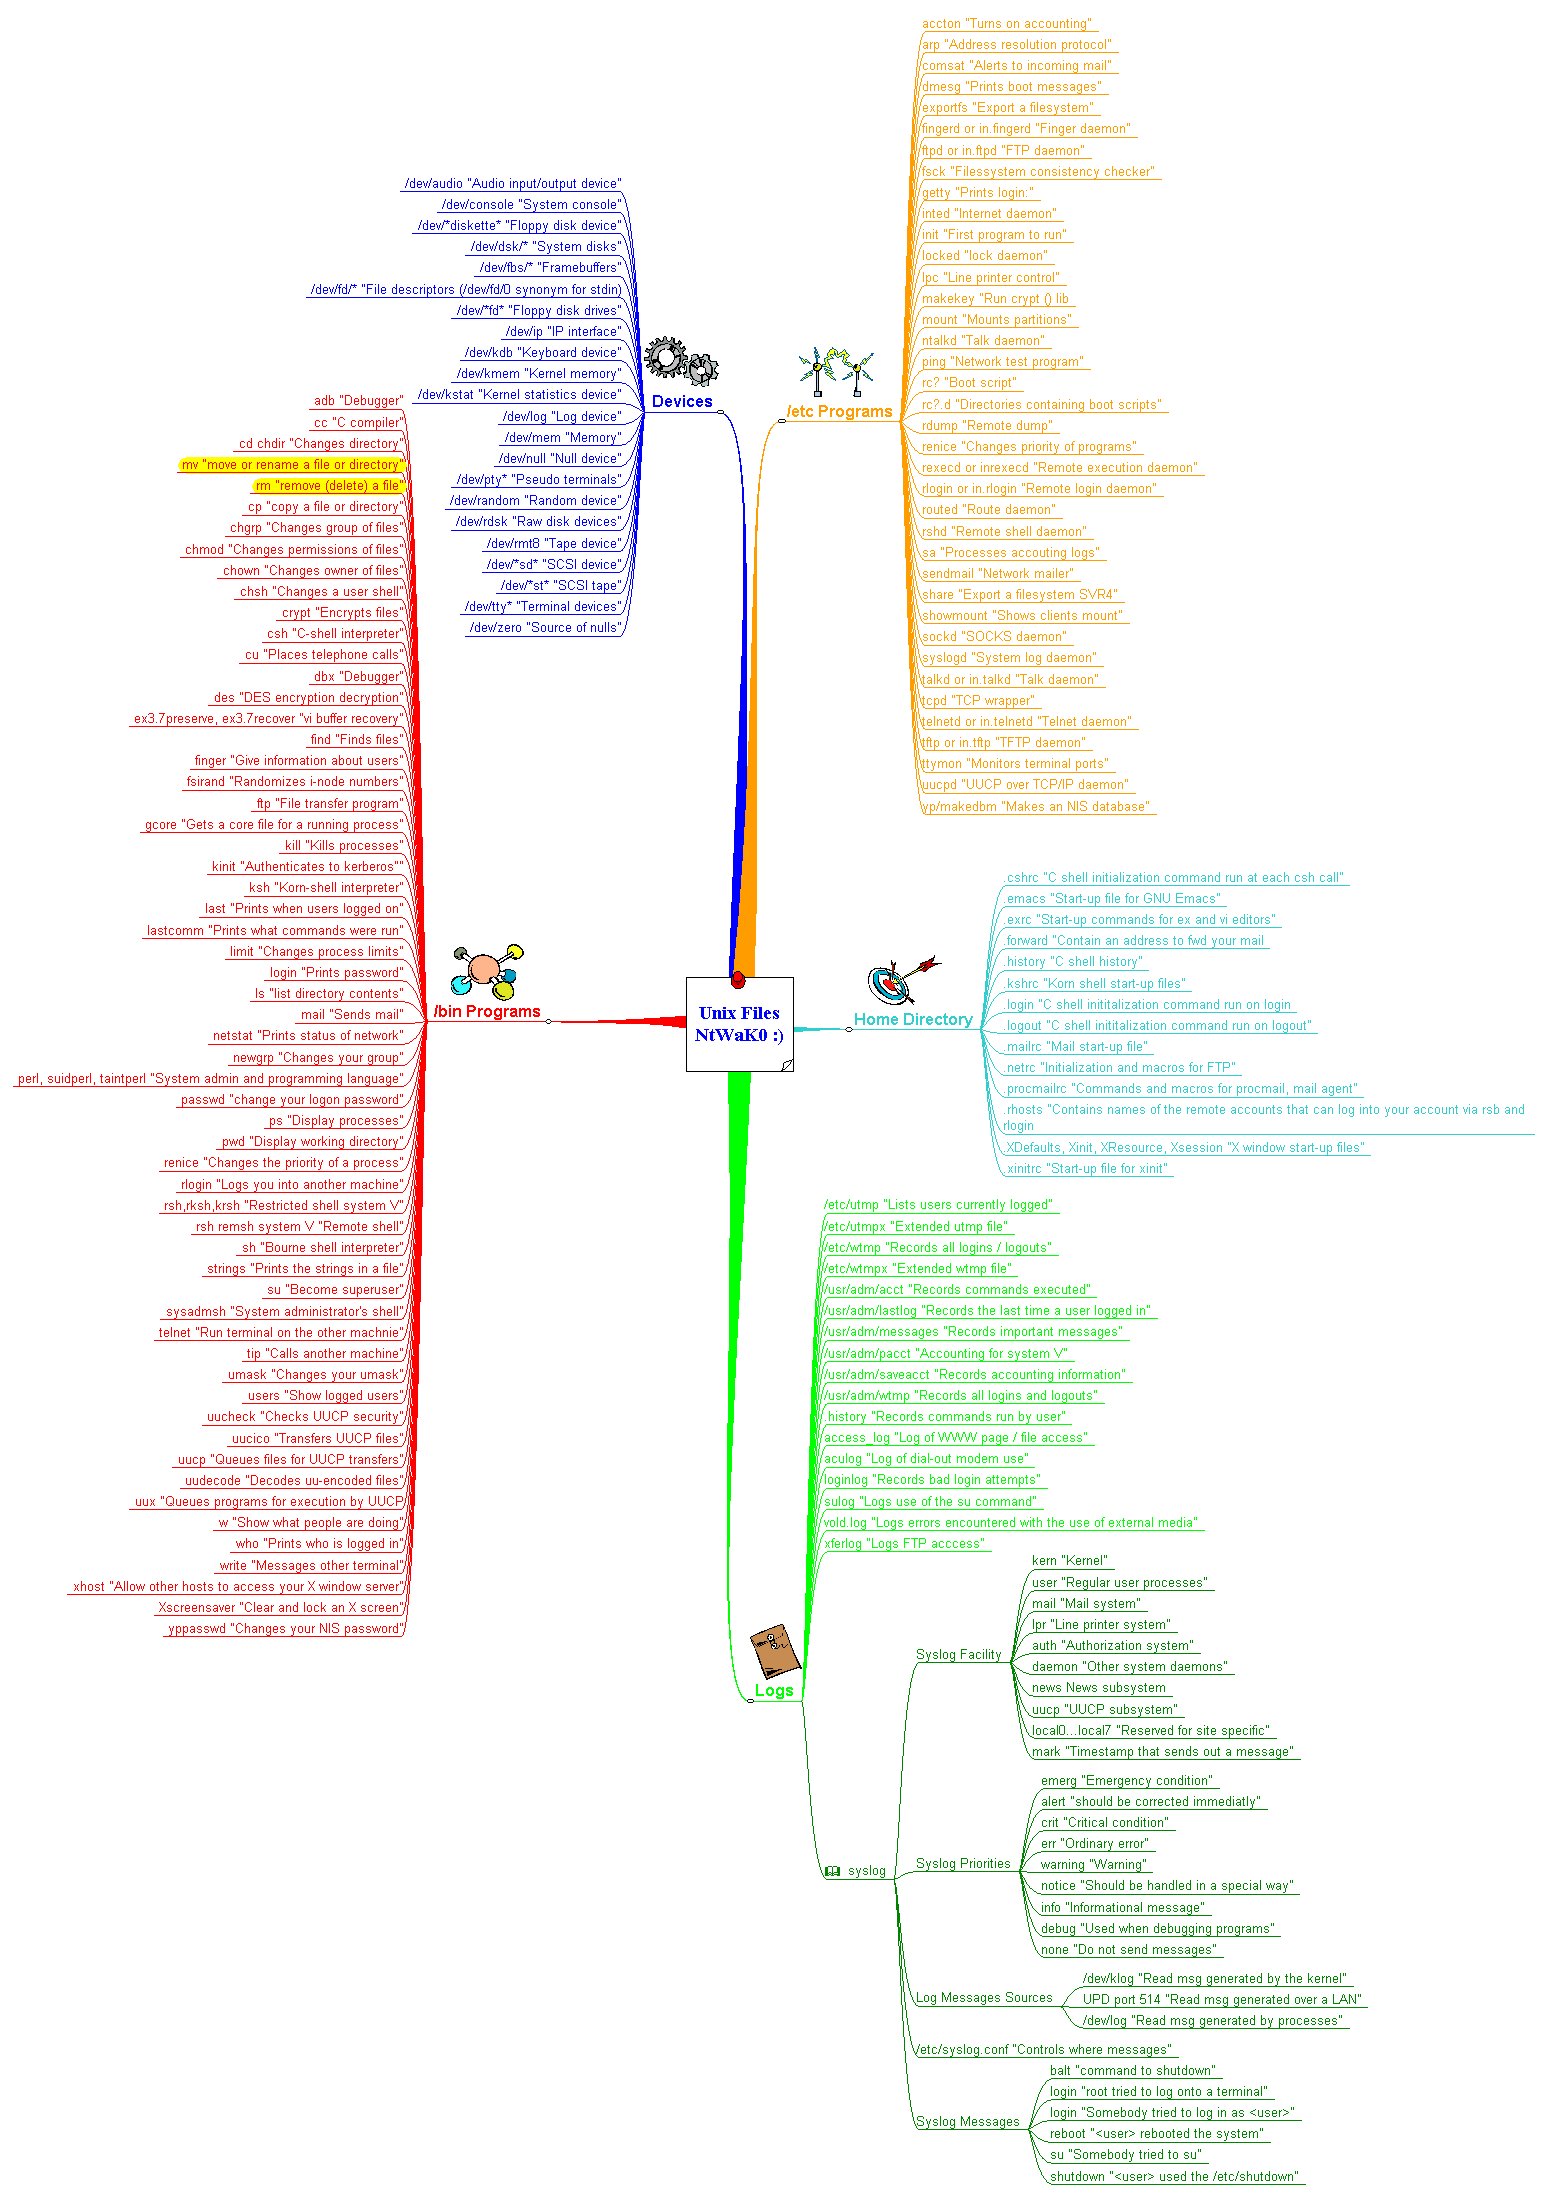 Unix Files
NtWaK0 :)
Devices
/dev/audio "Audio input/output device"
/dev/console "System console"
/dev/*diskette* "Floppy disk device"
/dev/dsk/* "System disks"
/dev/fbs/* "Framebuffers"
/dev/fd/* "File descriptors (/dev/fd/0 synonym for stdin)
/dev/*fd* "Floppy disk drives"
/dev/ip "IP interface"
/dev/kdb "Keyboard device"
/dev/kmem "Kernel memory"
/dev/kstat "Kernel statistics device"
/dev/log "Log device"
/dev/mem "Memory"
/dev/null "Null device"
/dev/pty* "Pseudo terminals"
/dev/random "Random device"
/dev/rdsk "Raw disk devices"
/dev/rmt8 "Tape device"
/dev/*sd* "SCSI device"
/dev/*st* "SCSI tape"
/dev/tty* "Terminal devices"
/dev/zero "Source of nulls"
/etc Programs
accton "Turns on accounting"
arp "Address resolution protocol"
comsat "Alerts to incoming mail"
dmesg "Prints boot messages"
exportfs "Export a filesystem"
fingerd or in.fingerd "Finger daemon"
ftpd or in.ftpd "FTP daemon"
fsck "Filessystem consistency checker"
getty "Prints login:"
inted "Internet daemon"
init "First program to run"
locked "lock daemon"
lpc "Line printer control"
makekey "Run crypt () lib
mount "Mounts partitions"
ntalkd "Talk daemon"
ping "Network test program"
rc? "Boot script"
rc?.d "Directories containing boot scripts"
rdump "Remote dump"
renice "Changes priority of programs"
rexecd or inrexecd "Remote execution daemon"
rlogin or in.rlogin "Remote login daemon"
routed "Route daemon"
rshd "Remote shell daemon"
sa "Processes accouting logs"
sendmail "Network mailer"
share "Export a filesystem SVR4"
showmount "Shows clients mount"
sockd "SOCKS daemon"
syslogd "System log daemon"
talkd or in.talkd "Talk daemon"
tcpd "TCP wrapper"
telnetd or in.telnetd "Telnet daemon"
tftp or in.tftp "TFTP daemon"
ttymon "Monitors terminal ports"
uucpd "UUCP over TCP/IP daemon"
yp/makedbm "Makes an NIS database"
/bin Programs
adb "Debugger"
cc "C compiler"
cd chdir "Changes directory"
mv "move or rename a file or directory"
rm "remove (delete) a file"
cp "copy a file or directory"
chgrp "Changes group of files"
chmod "Changes permissions of files"
chown "Changes owner of files"
chsh "Changes a user shell"
crypt "Encrypts files"
csh "C-shell interpreter"
cu "Places telephone calls"
dbx "Debugger"
des "DES encryption decryption"
ex3.7preserve, ex3.7recover "vi buffer recovery"
find "Finds files"
finger "Give information about users"
fsirand "Randomizes i-node numbers"
ftp "File transfer program"
gcore "Gets a core file for a running process"
kill "Kills processes"
kinit "Authenticates to kerberos""
ksh "Korn-shell interpreter"
last "Prints when users logged on"
lastcomm "Prints what commands were run"
limit "Changes process limits"
login "Prints password"
ls "list directory contents"
mail "Sends mail"
netstat "Prints status of network"
newgrp "Changes your group"
perl, suidperl, taintperl "System admin and programming language"
passwd "change your logon password"
ps "Display processes"
pwd "Display working directory"
renice "Changes the priority of a process"
rlogin "Logs you into another machine"
rsh,rksh,krsh "Restricted shell system V"
rsh remsh system V "Remote shell"
sh "Bourne shell interpreter"
strings "Prints the strings in a file"
su "Become superuser"
sysadmsh "System administrator's shell"
telnet "Run terminal on the other machnie"
tip "Calls another machine"
umask "Changes your umask"
users "Show logged users"
uucheck "Checks UUCP security"
uucico "Transfers UUCP files"
uucp "Queues files for UUCP transfers"
uudecode "Decodes uu-encoded files"
uux "Queues programs for execution by UUCP
w "Show what people are doing"
who "Prints who is logged in"
write "Messages other terminal"
xhost "Allow other hosts to access your X window server"
Xscreensaver "Clear and lock an X screen"
yppasswd "Changes your NIS password"
Home Directory
.cshrc "C shell initialization command run at each csh call"
.emacs "Start-up file for GNU Emacs"
.exrc "Start-up commands for ex and vi editors"
.forward "Contain an address to fwd your mail
.history "C shell history"
.kshrc "Korn shell start-up files"
.login "C shell inititalization command run on login
.logout "C shell inititalization command run on logout"
.mailrc "Mail start-up file"
.netrc "Initialization and macros for FTP"
.procmailrc "Commands and macros for procmail, mail agent"
.rhosts "Contains names of the remote accounts that can log into your account via rsb and
rlogin
.XDefaults, Xinit, XResource, Xsession "X window start-up files"
.xinitrc "Start-up file for xinit"
Logs
/etc/utmp "Lists users currently logged"
/etc/utmpx "Extended utmp file"
/etc/wtmp "Records all logins / logouts"
/etc/wtmpx "Extended wtmp file"
/usr/adm/acct "Records commands executed"
/usr/adm/lastlog "Records the last time a user logged in"
/usr/adm/messages "Records important messages"
/usr/adm/pacct "Accounting for system V"
/usr/adm/saveacct "Records accounting information"
/usr/adm/wtmp "Records all logins and logouts"
.history "Records commands run by user"
access_log "Log of WWW page / file access"
aculog "Log of dial-out modem use"
loginlog "Records bad login attempts"
sulog "Logs use of the su command"
vold.log "Logs errors encountered with the use of external media"
xferlog "Logs FTP acccess"
syslog
Syslog Facility
kern "Kernel"
user "Regular user processes"
mail "Mail system"
lpr "Line printer system"
auth "Authorization system"
daemon "Other system daemons"
news News subsystem
uucp "UUCP subsystem"
local0...local7 "Reserved for site specific"
mark "Timestamp that sends out a message"
Syslog Priorities
emerg "Emergency condition"
alert "should be corrected immediatly"
crit "Critical condition"
err "Ordinary error"
warning "Warning"
notice "Should be handled in a special way"
info "Informational message"
debug "Used when debugging programs"
none "Do not send messages"
Log Messages Sources
/dev/klog "Read msg generated by the kernel"
UPD port 514 "Read msg generated over a LAN"
/dev/log "Read msg generated by processes"
/etc/syslog.conf "Controls where messages"
Syslog Messages
balt "command to shutdown"
login "root tried to log onto a terminal"
login "Somebody tried to log in as <user>"
reboot "<user> rebooted the system"
su "Somebody tried to su"
shutdown "<user> used the /etc/shutdown"